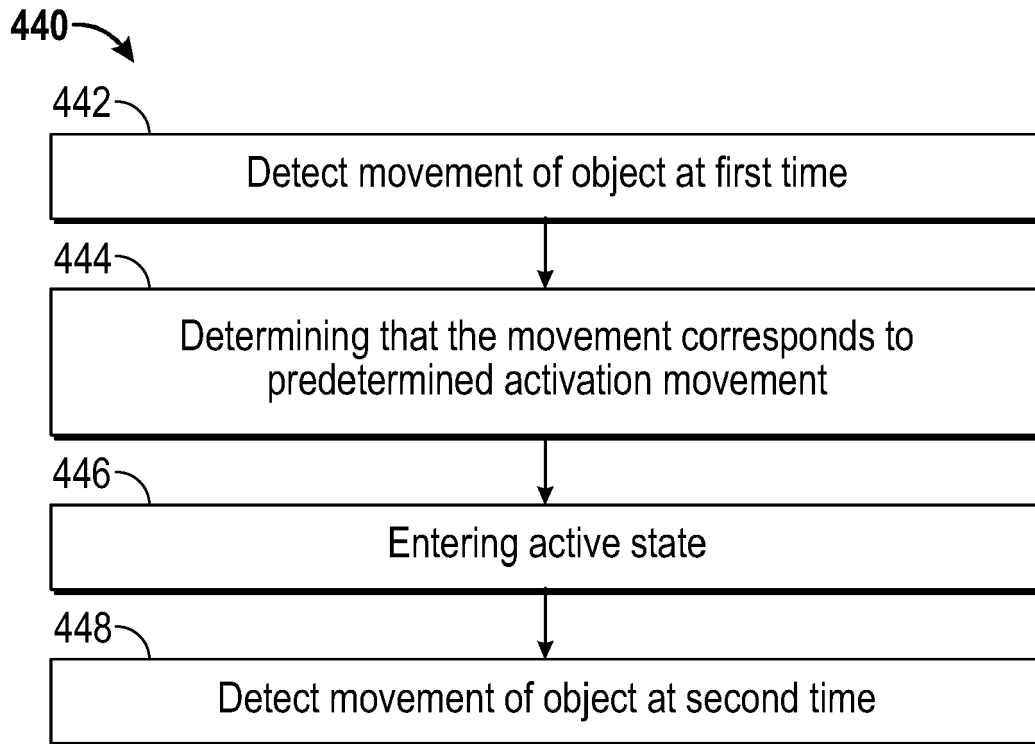 440
442
Detect movement of object at first time
444
Determining that the movement corresponds to
predetermined activation movement
446
Entering active state
448
Detect movement of object at second time